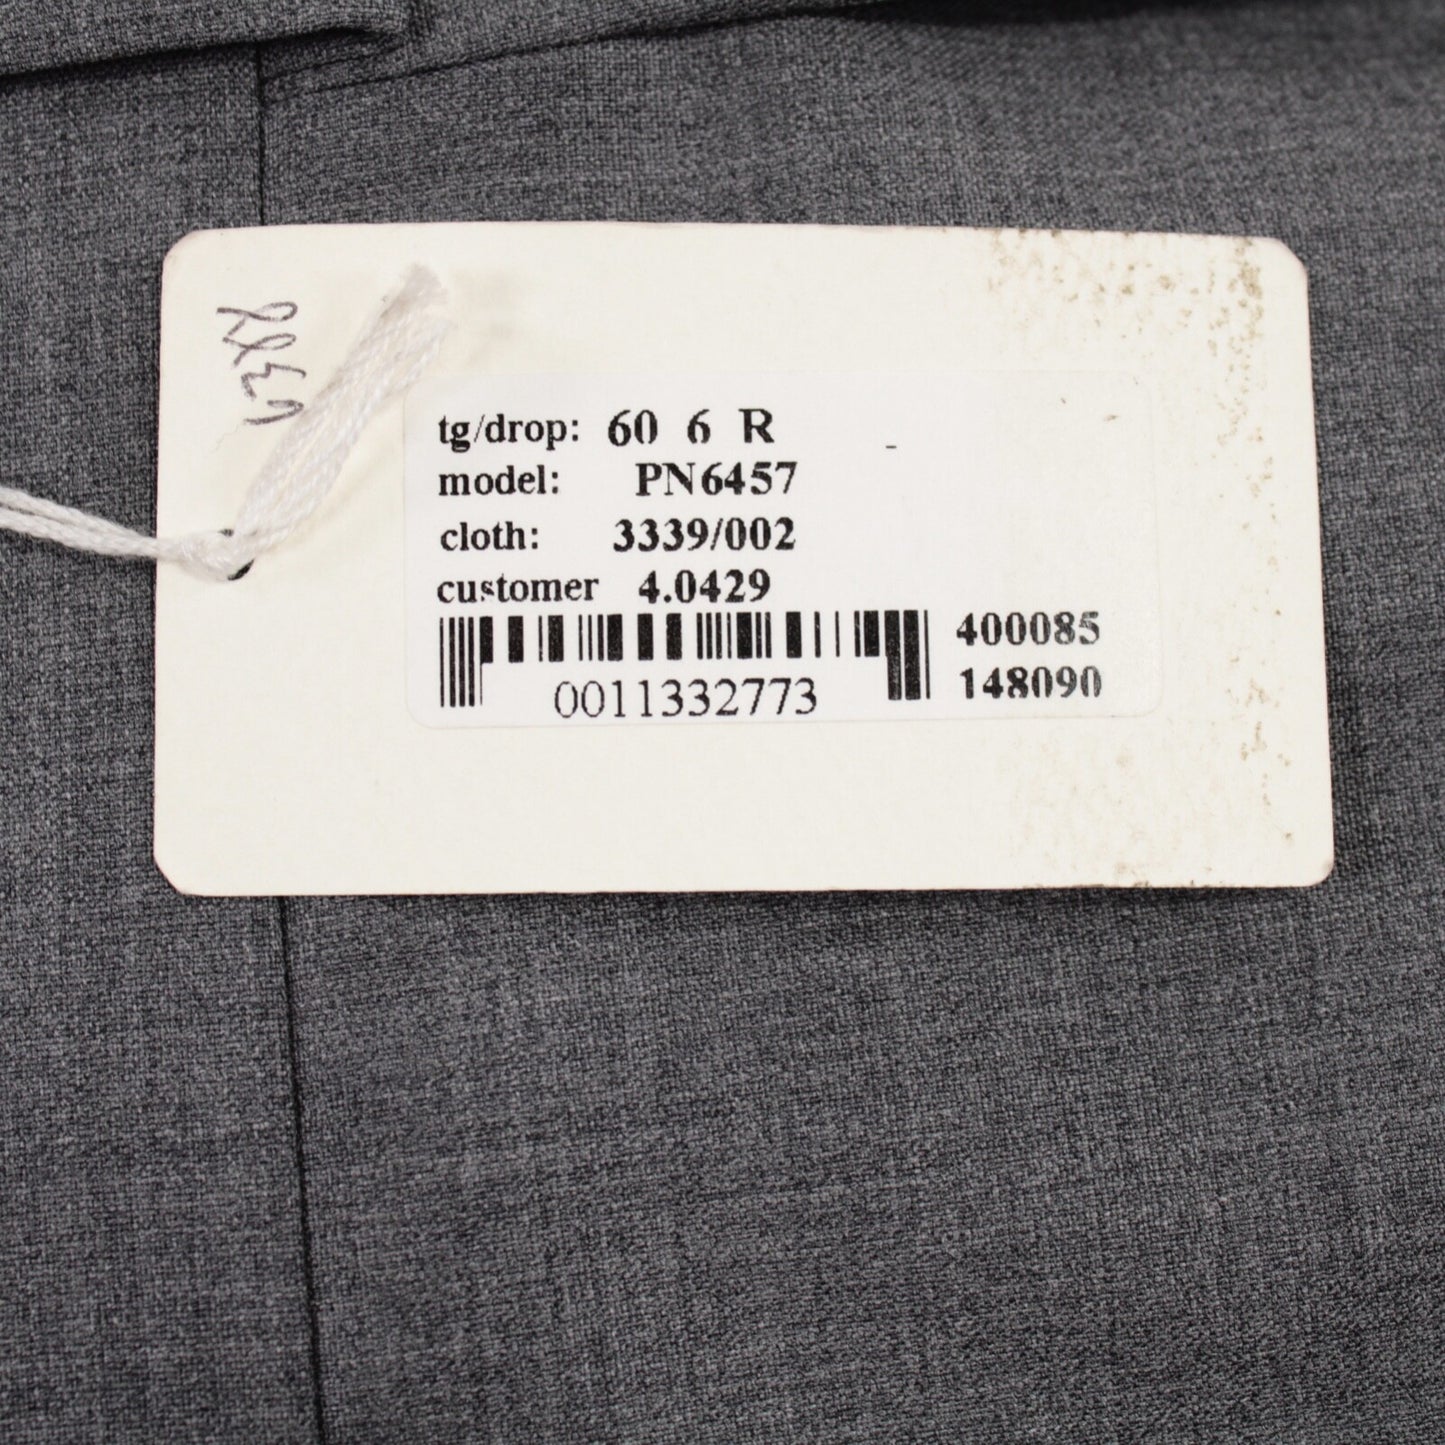 tg/drop: 60 6 R
model: PN6457
cloth: 3339/002
customer 4.0429
400085
148090
0011332773